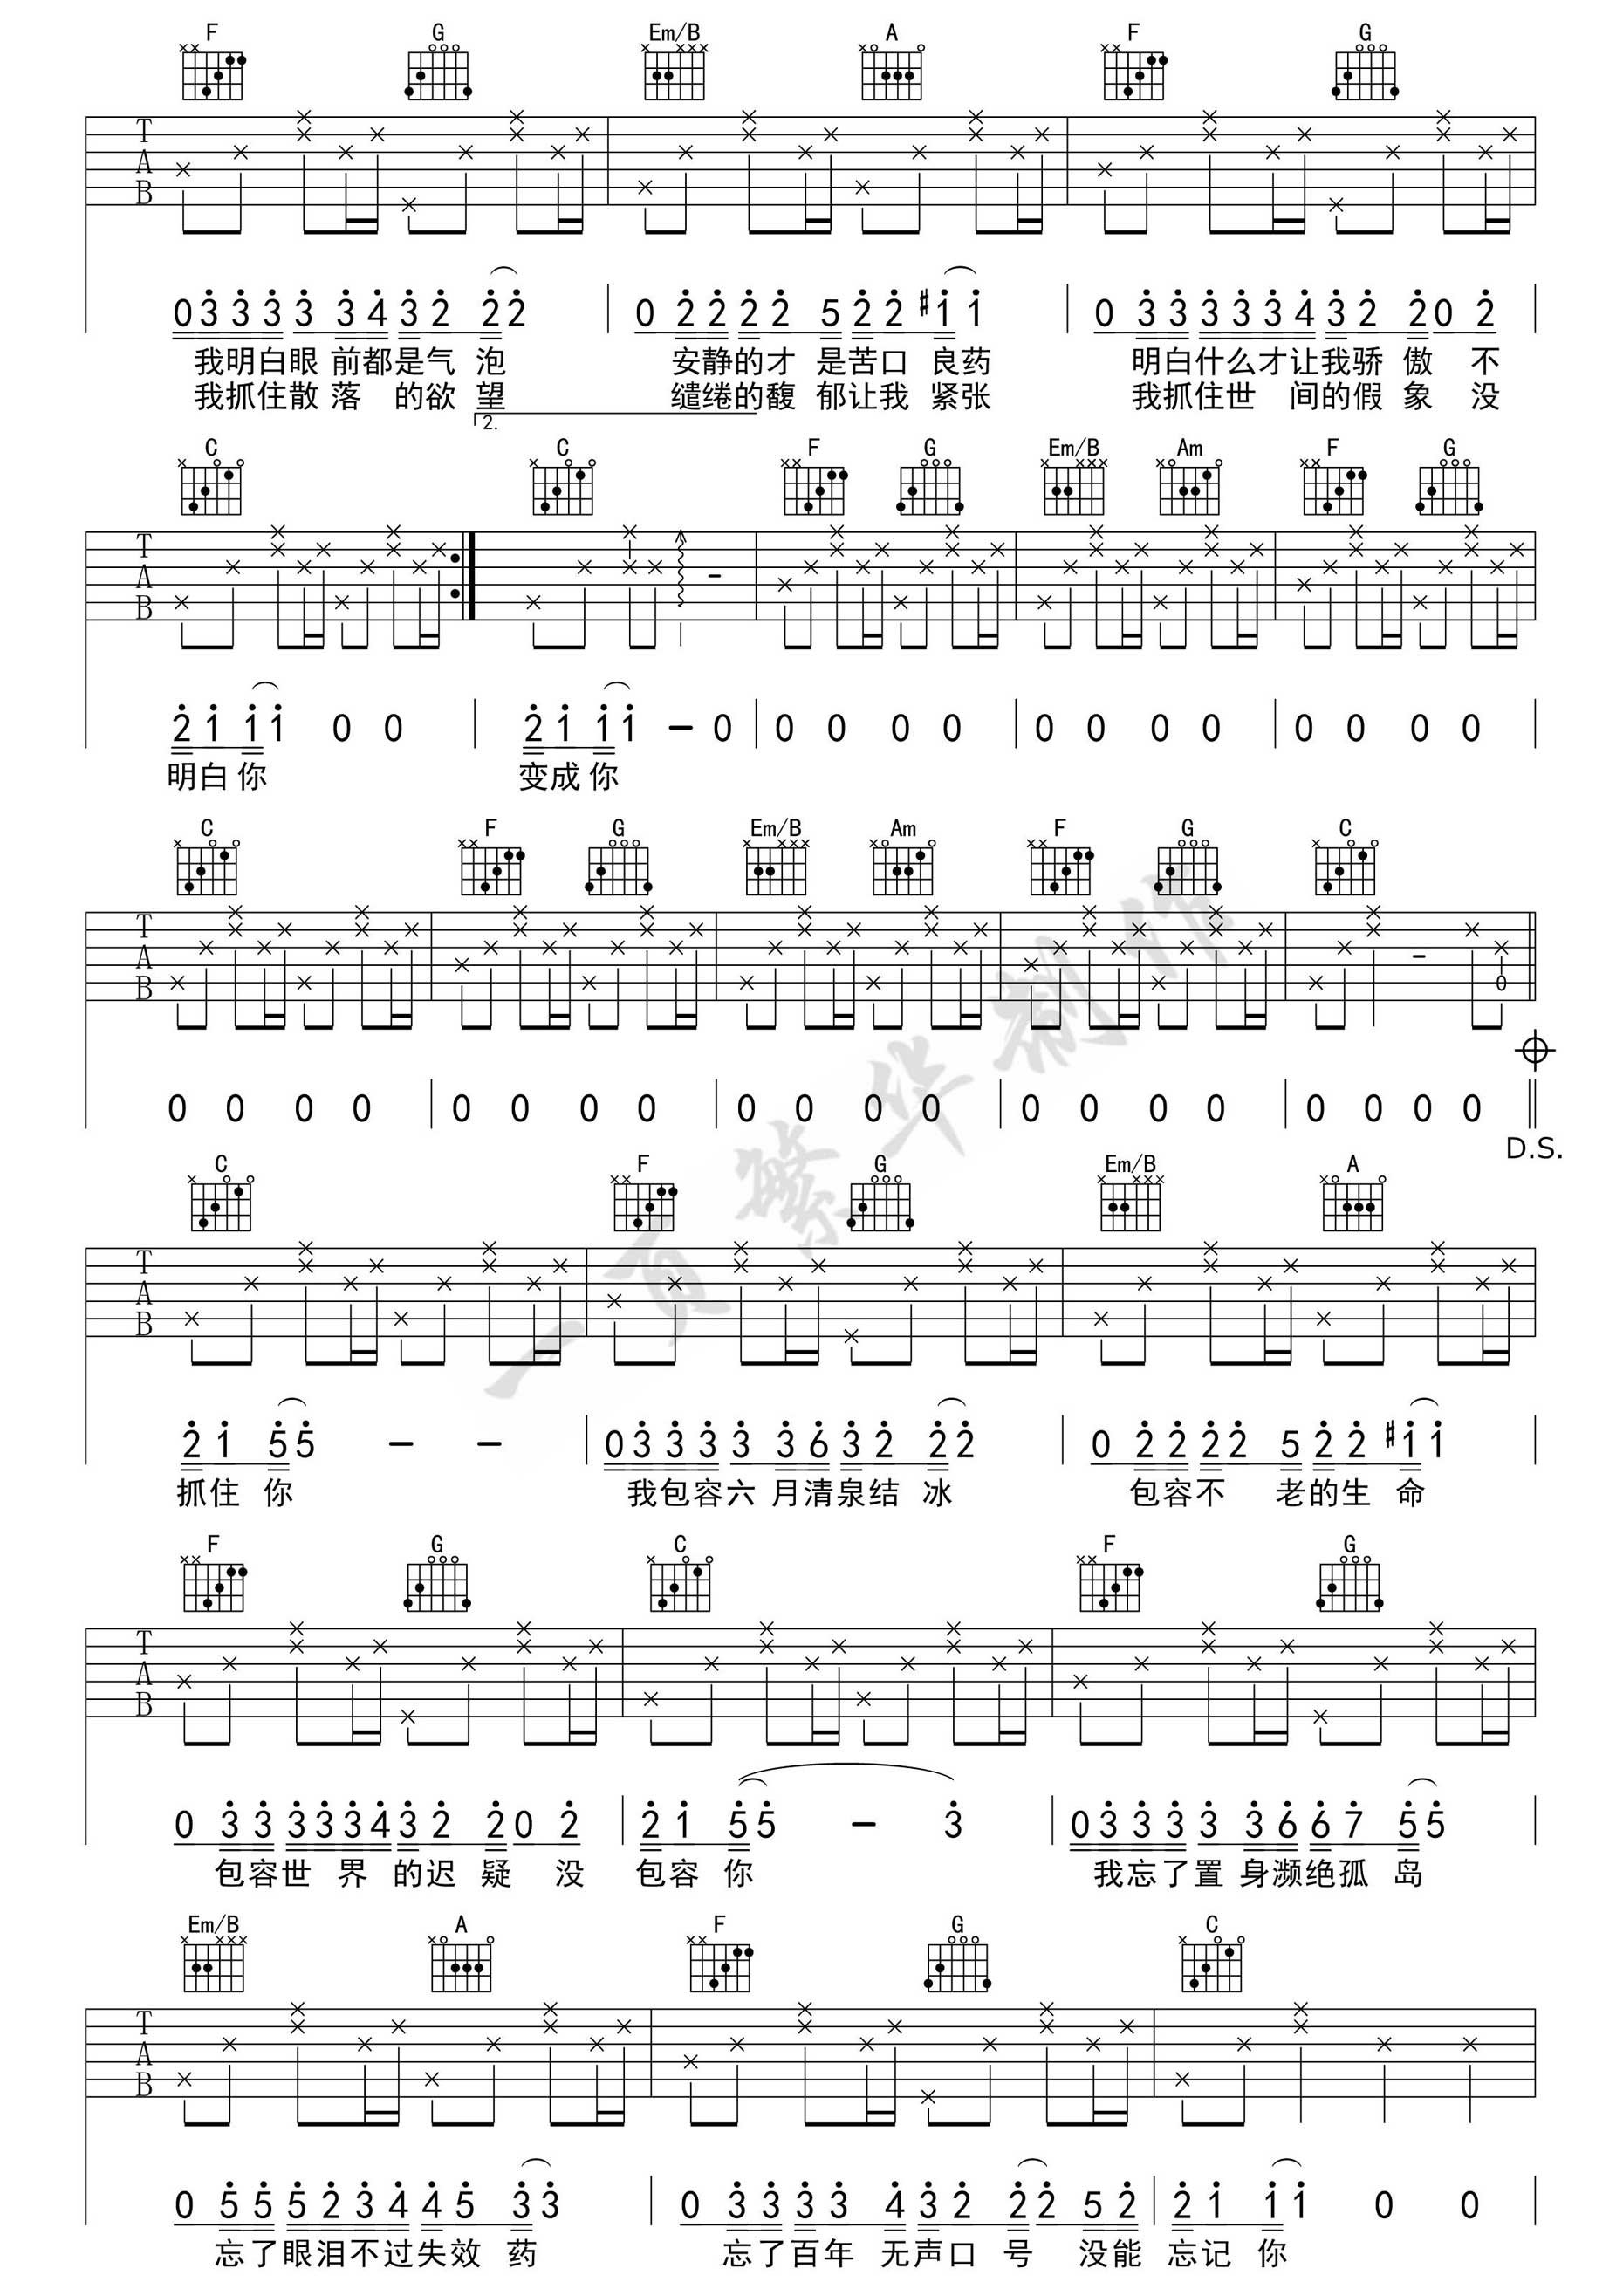 F G Em/B A F G
T
A
B
0 3 3 3 3 3 4 3 2 2 2 0 2 2 2 2 5 2 2 #1 1 0 3 3 3 3 3 4 3 2 2 0 2
我明白眼 前都是气 泡 安静的才 是苦口 良药 明白什么才让我骄 傲 不
我抓住散 落 的欲 望 缱绻的馥 郁让我 紧张 我抓住世 间的假 象 没
2.
C C F G Em/B Am F G
T
A
B
2 1 1 1 0 0 2 1 1 1 – 0 0 0 0 0 0 0 0 0 0 0 0 0
明白 你 变成 你
C F G Em/B Am F G C
T
A
B
0
0 0 0 0 0 0 0 0 0 0 0 0 0 0 0 0 0 0 0 0
D.S.
C F G Em/B A
T
A
B
2 1 5 5 – – 0 3 3 3 3 3 6 3 2 2 2 0 2 2 2 2 5 2 2 #1 1
抓住 你 我包容六 月清泉结 冰 包容不 老的生 命
F G C F G
T
A
B
0 3 3 3 3 4 3 2 2 0 2 2 1 5 5 – 3 0 3 3 3 3 3 6 6 7 5 5
包容世 界 的迟 疑 没 包容 你 我忘了置 身濒绝孤 岛
Em/B A F G C
T
A
B
0 5 5 5 2 3 4 4 5 3 3 0 3 3 3 3 4 3 2 2 2 5 2 2 1 1 1 0 0
忘了眼泪不过失效 药 忘了百年 无声口 号 没能 忘记 你
一页繁华制作